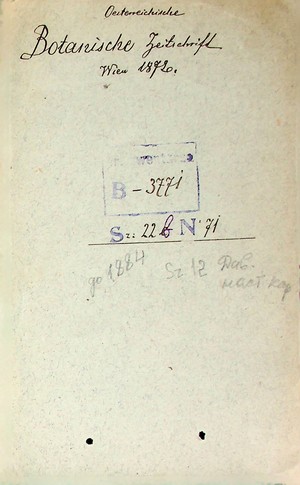 Oesterreichische
Botanische Zeitschrift
Wien 1872.
B - 3771
Sz: 22 b N 71
до 1884
Sz 12